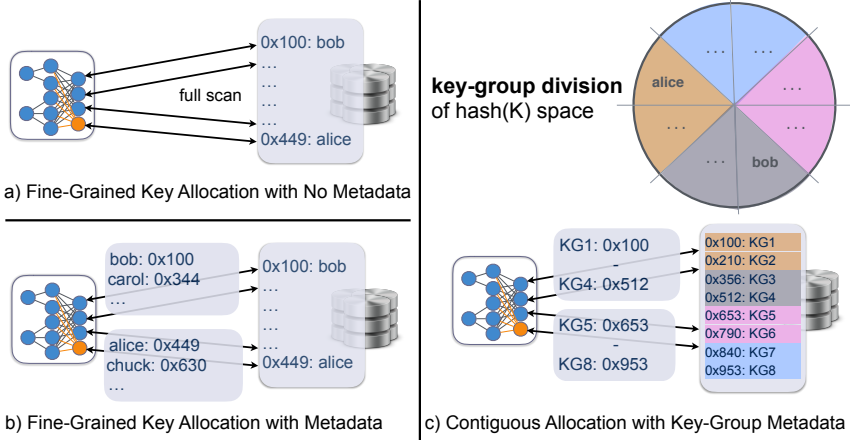 0x100: bob
…
…
full scan
…
…
0x449: alice
a) Fine-Grained Key Allocation with No Metadata
bob: 0x100
carol: 0x344
…
alice: 0x449
chuck: 0x630
…
0x100: bob
…
…
…
…
0x449: alice
b) Fine-Grained Key Allocation with Metadata
key-group division
of hash(K) space
… …
alice
…
…
…
…
bob
KG1: 0x100
-
KG4: 0x512
KG5: 0x653
-
KG8: 0x953
0x100: KG1
0x210: KG2
0x356: KG3
0x512: KG4
0x653: KG5
0x790: KG6
0x840: KG7
0x953: KG8
c) Contiguous Allocation with Key-Group Metadata